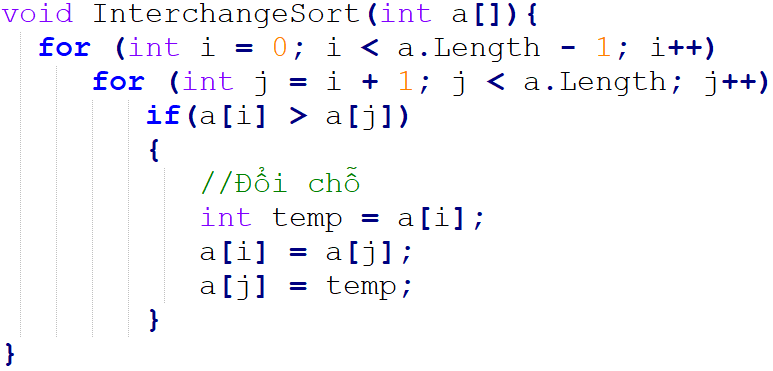 void InterchangeSort(int a[]){
for (int i = 0; i < a.Length - 1; i++)
for (int j = i + 1; j < a.Length; j++)
if(a[i] > a[j])
{
//Đổi chỗ
int temp = a[i];
a[i] = a[j];
a[j] = temp;
}
}